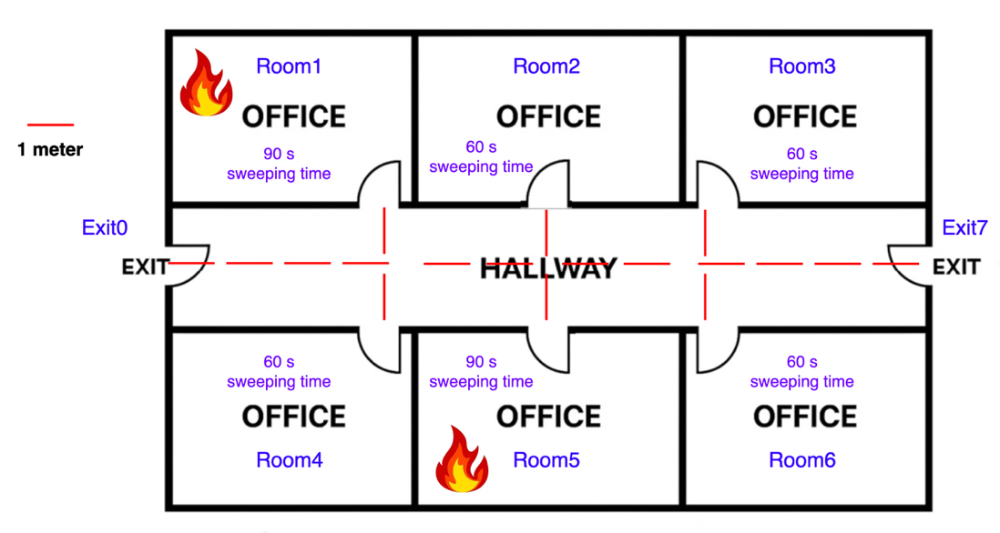 Room1
Room2
Room3
OFFICE
OFFICE
OFFICE
1 meter
90 s
sweeping time
60 s
sweeping time
60 s
sweeping time
Exit0
Exit7
EXIT
HALLWAY
EXIT
60 s
sweeping time
90 s
sweeping time
60 s
sweeping time
OFFICE
OFFICE
OFFICE
Room4
Room5
Room6